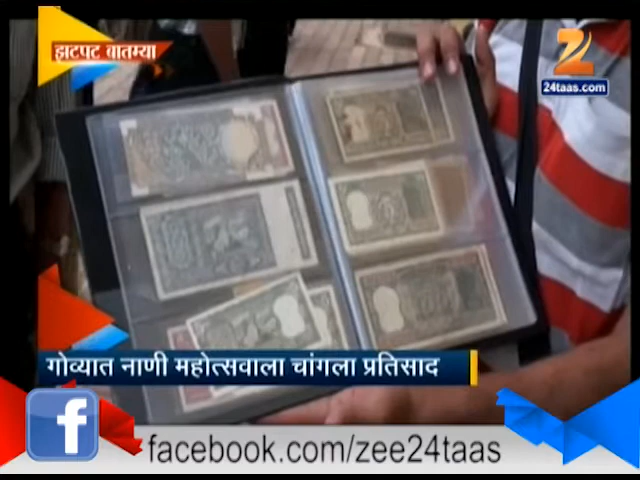 झटपट बातम्या
24taas.com
गोव्यात नाणी महोत्सवाला चांगला प्रतिसाद
facebook.com/zee24taas